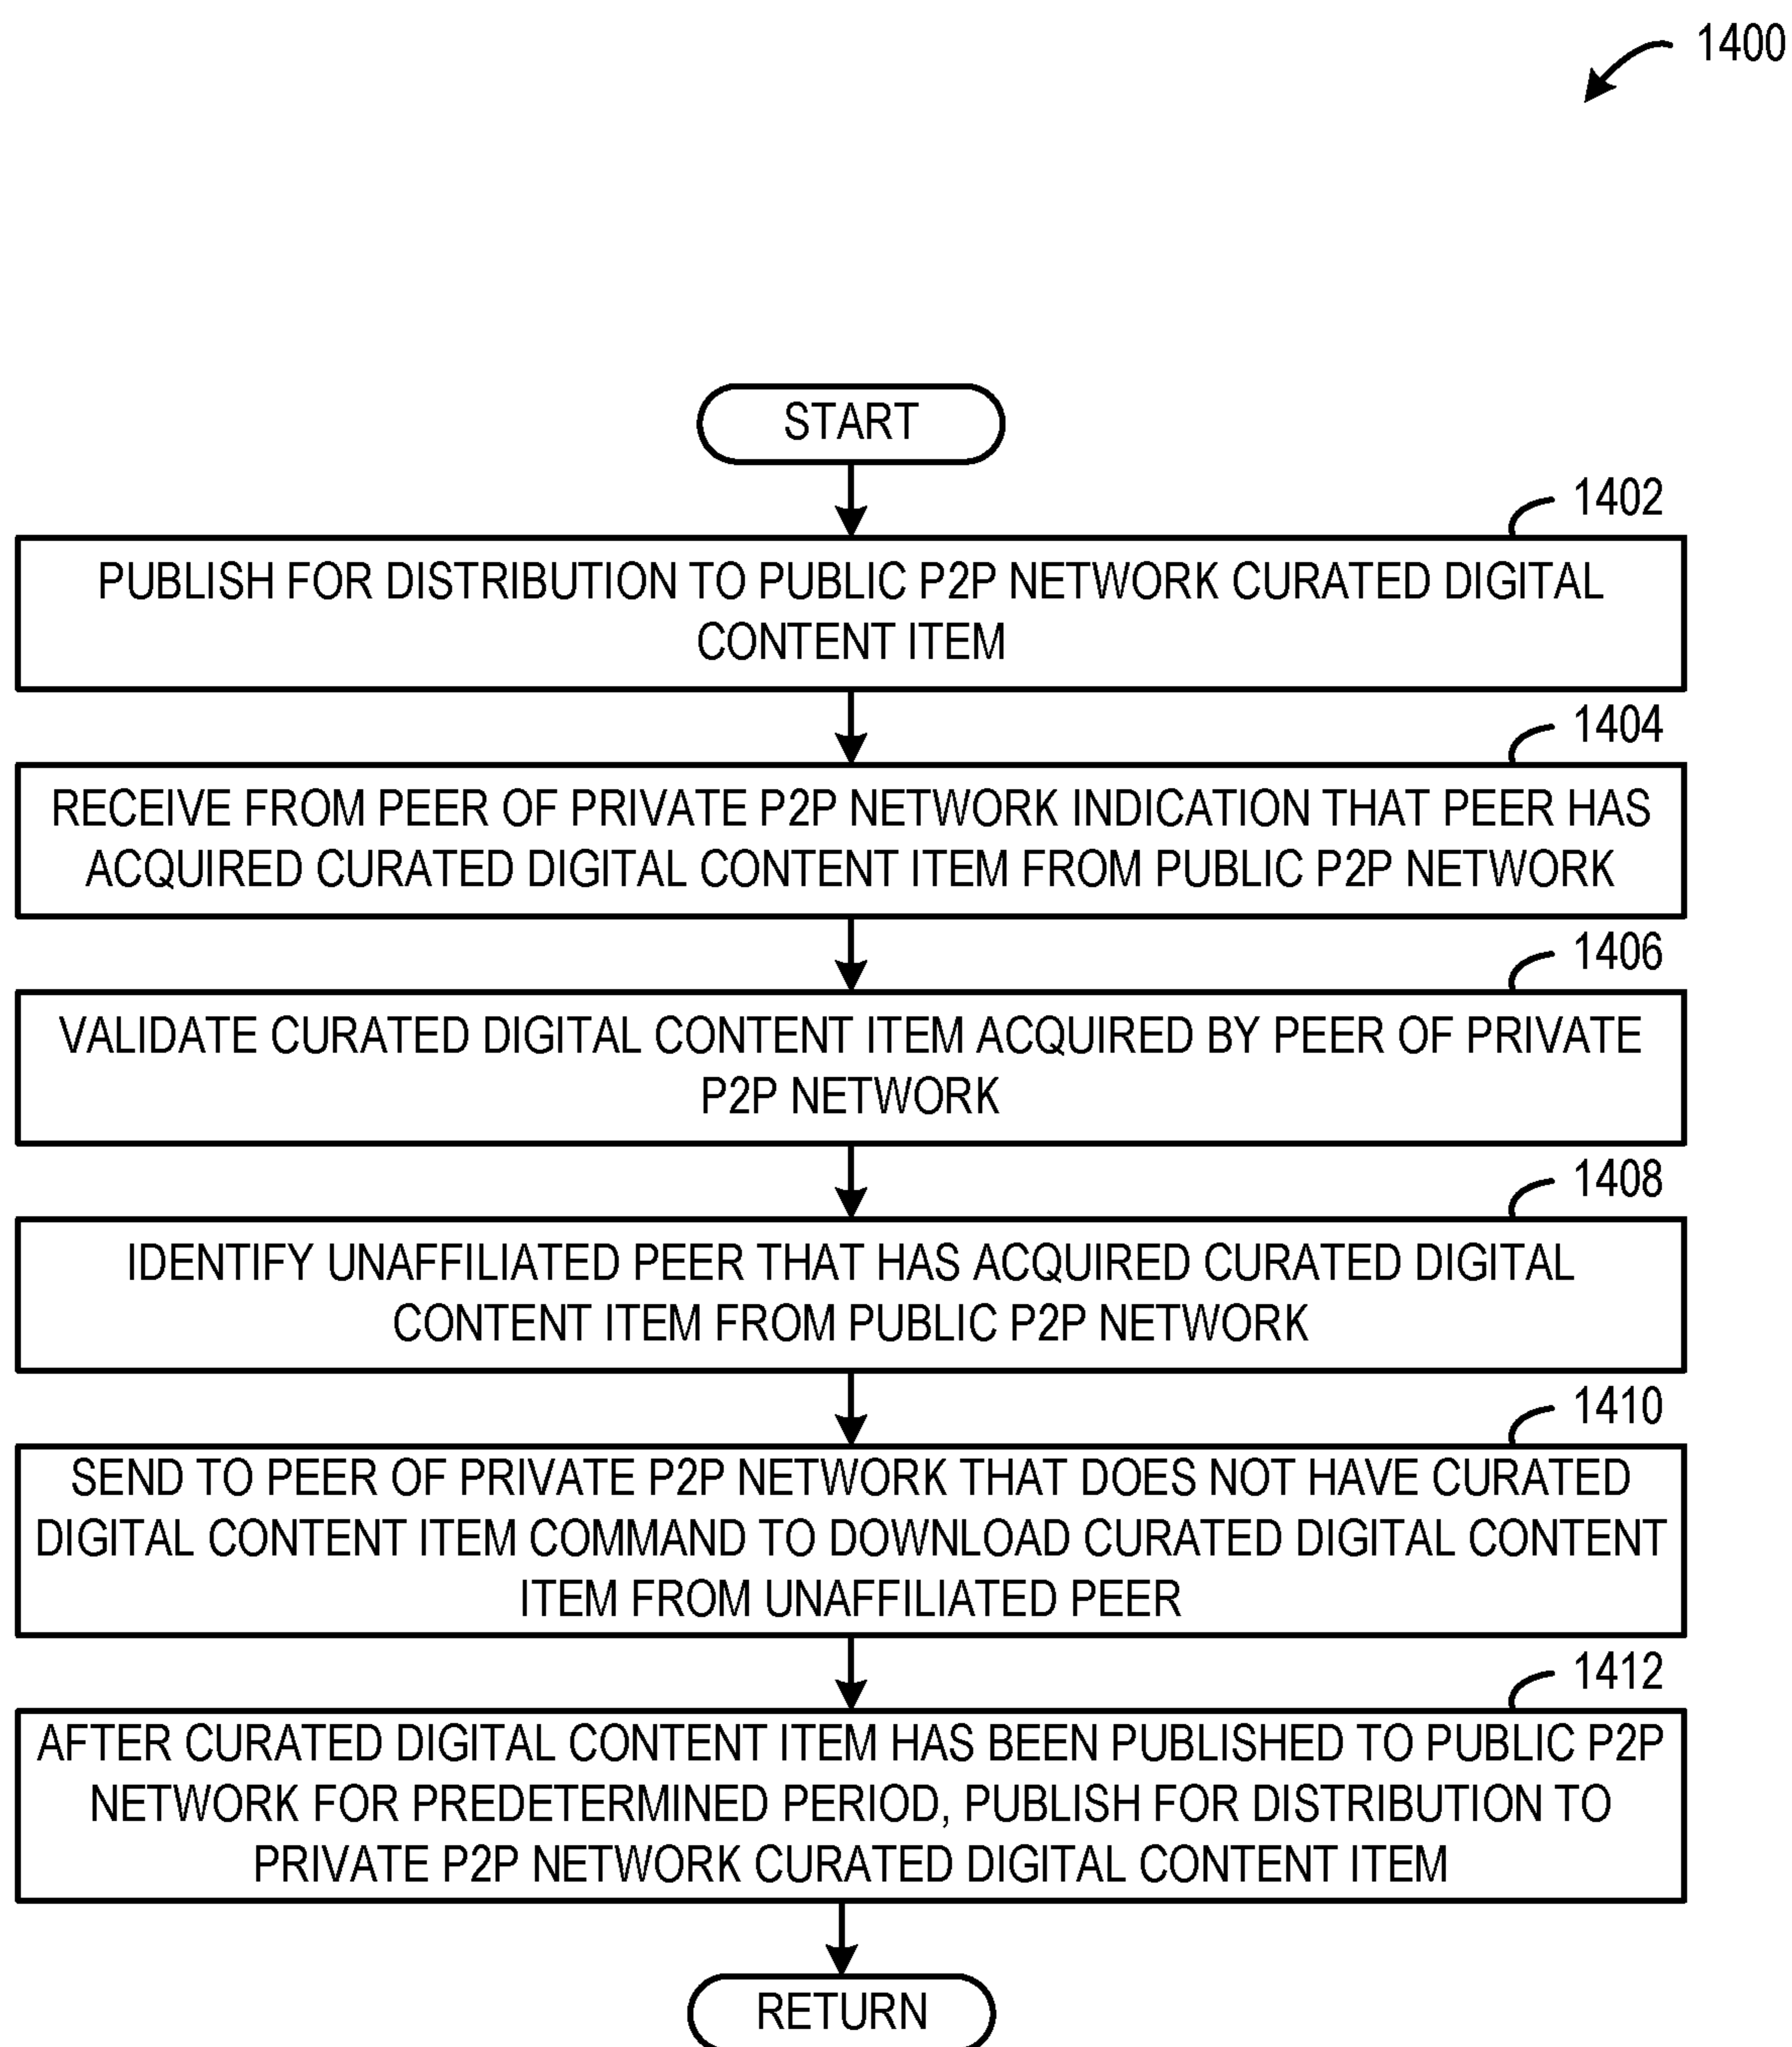 1400
START
1402
PUBLISH FOR DISTRIBUTION TO PUBLIC P2P NETWORK CURATED DIGITAL
CONTENT ITEM
1404
RECEIVE FROM PEER OF PRIVATE P2P NETWORK INDICATION THAT PEER HAS
ACQUIRED CURATED DIGITAL CONTENT ITEM FROM PUBLIC P2P NETWORK
1406
VALIDATE CURATED DIGITAL CONTENT ITEM ACQUIRED BY PEER OF PRIVATE
P2P NETWORK
1408
IDENTIFY UNAFFILIATED PEER THAT HAS ACQUIRED CURATED DIGITAL
CONTENT ITEM FROM PUBLIC P2P NETWORK
1410
SEND TO PEER OF PRIVATE P2P NETWORK THAT DOES NOT HAVE CURATED
DIGITAL CONTENT ITEM COMMAND TO DOWNLOAD CURATED DIGITAL CONTENT
ITEM FROM UNAFFILIATED PEER
1412
AFTER CURATED DIGITAL CONTENT ITEM HAS BEEN PUBLISHED TO PUBLIC P2P
NETWORK FOR PREDETERMINED PERIOD, PUBLISH FOR DISTRIBUTION TO
PRIVATE P2P NETWORK CURATED DIGITAL CONTENT ITEM
RETURN